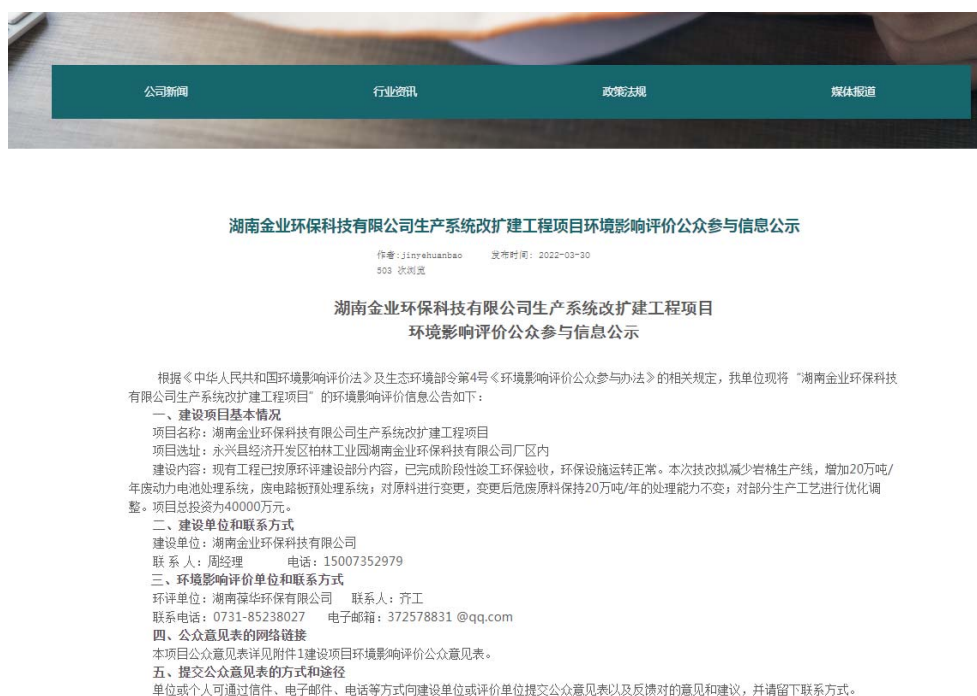 公司新闻 行业资讯 政策法规 媒体报道
湖南金业环保科技有限公司生产系统改扩建工程项目环境影响评价公众参与信息公示
作者:jinyehuanbao 发布时间: 2022-03-30
503 次浏览
湖南金业环保科技有限公司生产系统改扩建工程项目
环境影响评价公众参与信息公示
根据《中华人民共和国环境影响评价法》及生态环境部令第4号《环境影响评价公众参与办法》的相关规定，我单位现将“湖南金业环保科技
有限公司生产系统改扩建工程项目”的环境影响评价信息公告如下：
一、建设项目基本情况
项目名称：湖南金业环保科技有限公司生产系统改扩建工程项目
项目选址：永兴县经济开发区柏林工业园湖南金业环保科技有限公司厂区内
建设内容：现有工程已按原环评建设部分内容，已完成阶段性竣工环保验收，环保设施运转正常。本次技改拟减少岩棉生产线，增加20万吨/
年废动力电池处理系统，废电路板预处理系统；对原料进行变更，变更后危废原料保持20万吨/年的处理能力不变；对部分生产工艺进行优化调
整。项目总投资为40000万元。
二、建设单位和联系方式
建设单位：湖南金业环保科技有限公司
联 系 人：周经理 电话：15007352979
三、环境影响评价单位和联系方式
环评单位：湖南葆华环保有限公司 联系人：齐工
联系电话：0731-85238027 电子邮箱：372578831 @qq.com
四、公众意见表的网络链接
本项目公众意见表详见附件1建设项目环境影响评价公众意见表。
五、提交公众意见表的方式和途径
单位或个人可通过信件、电子邮件、电话等方式向建设单位或评价单位提交公众意见表以及反馈对的意见和建议，并请留下联系方式。